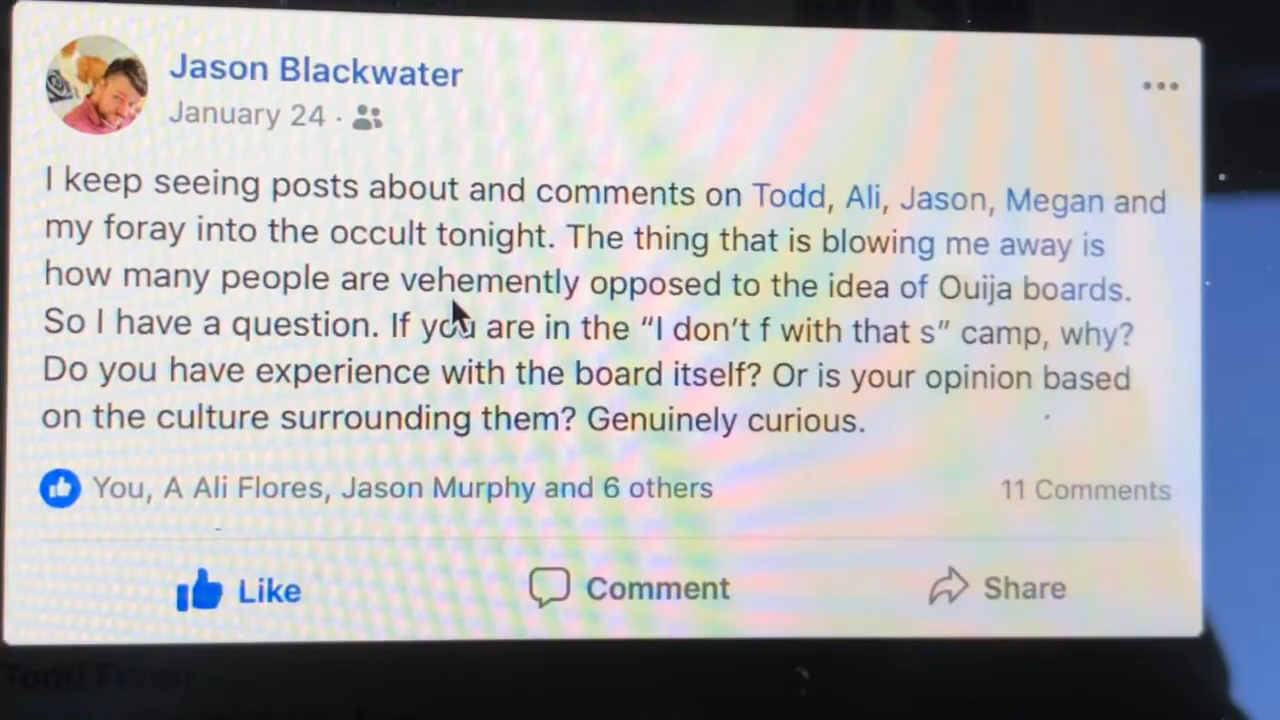 Jason Blackwater
January 24 ·
I keep seeing posts about and comments on Todd, Ali, Jason, Megan and
my foray into the occult tonight. The thing that is blowing me away is
how many people are vehemently opposed to the idea of Ouija boards.
So I have a question. If you are in the “I don’t f with that s” camp, why?
Do you have experience with the board itself? Or is your opinion based
on the culture surrounding them? Genuinely curious.
You, A Ali Flores, Jason Murphy and 6 others
11 Comments
Like
Comment
Share